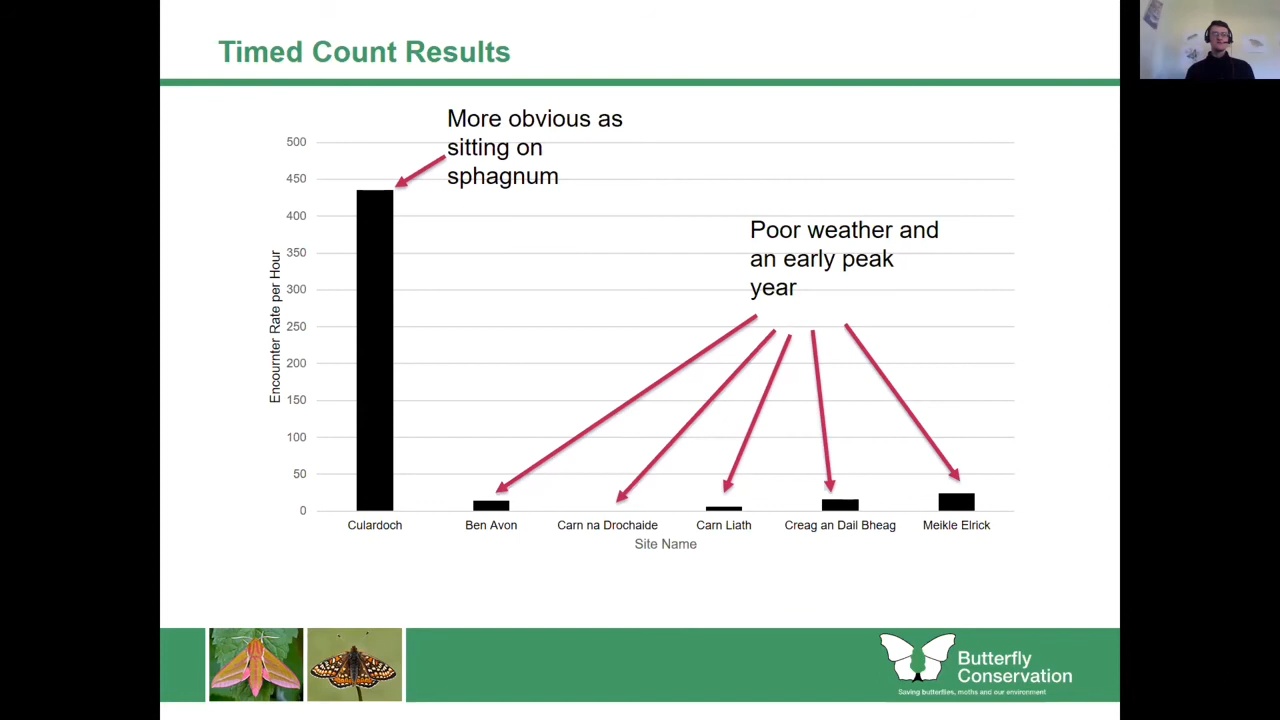 Timed Count Results
More obvious as
sitting on
sphagnum
Poor weather and
an early peak
year
Encounrter Rate per Hour
500
450
400
350
300
250
200
150
100
50
0
Culardoch
Ben Avon
Carn na Drochaide
Carn Liath
Creag an Dail Bheag
Meikle Elrick
Site Name
Butterfly
Conservation
Saving butterflies, moths and our environment